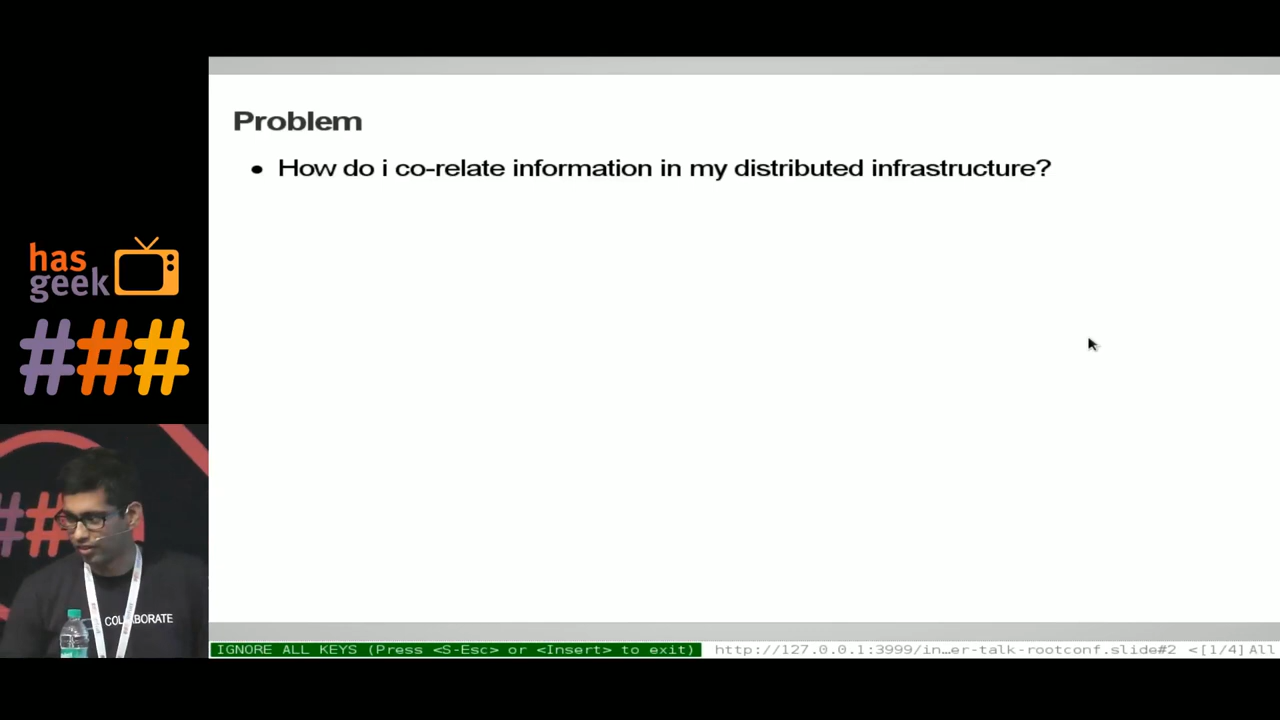 Problem
• How do i co-relate information in my distributed infrastructure?
has
geek
###
##
COLLABORATE
IGNORE ALL KEYS (Press <S-Esc> or <Insert> to exit)
http://127.0.0.1:3999/in…er-talk-rootconf.slide#2 <[1/4] All